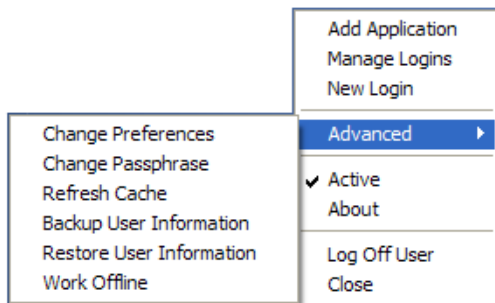 Add Application
Manage Logins
New Login
Advanced
Change Preferences
Change Passphrase
Refresh Cache
Backup User Information
Restore User Information
Work Offline
Active
About
Log Off User
Close